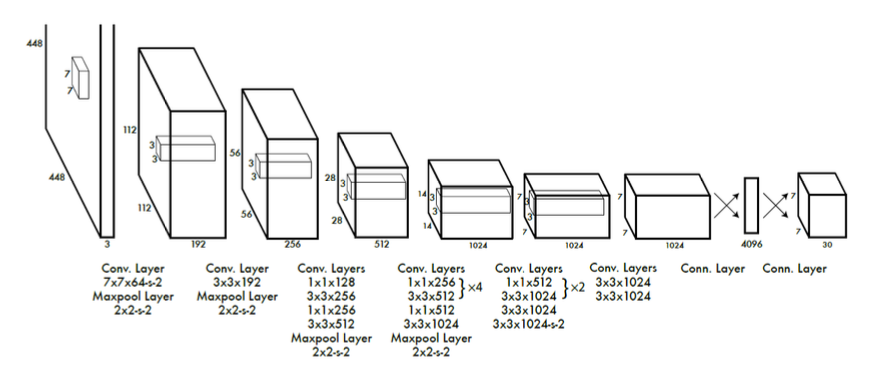 448
7
7
448
3
112
3
3
112
192
56
3
3
56
256
28
3
3
28
512
14
3
3
14
1024
7
3
3
7
1024
7
7
1024
4096
7
7
30
Conv. Layer
7x7x64-s-2
Maxpool Layer
2x2-s-2
Conv. Layer
3x3x192
Maxpool Layer
2x2-s-2
Conv. Layers
1x1x128
3x3x256
1x1x256
3x3x512
Maxpool Layer
2x2-s-2
Conv. Layers
1x1x256
3x3x512 } ×4
1x1x512
3x3x1024
Maxpool Layer
2x2-s-2
Conv. Layers
1x1x512
3x3x1024 } ×2
3x3x1024
3x3x1024-s-2
Conv. Layers
3x3x1024
3x3x1024
Conn. Layer
Conn. Layer